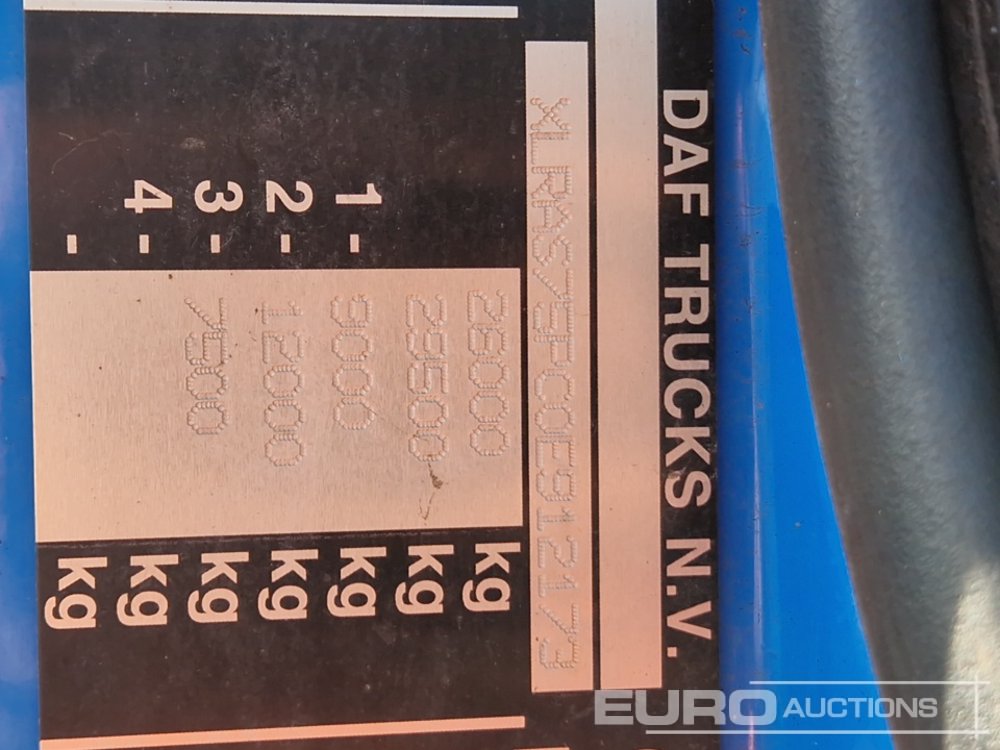 DAF TRUCKS N.V.
XLRAS75PC0E912173
26000 kg
29500 kg
1 - 9000 kg
2 - 12000 kg
3 - 7500 kg
4 - kg
- kg
EURO AUCTIONS